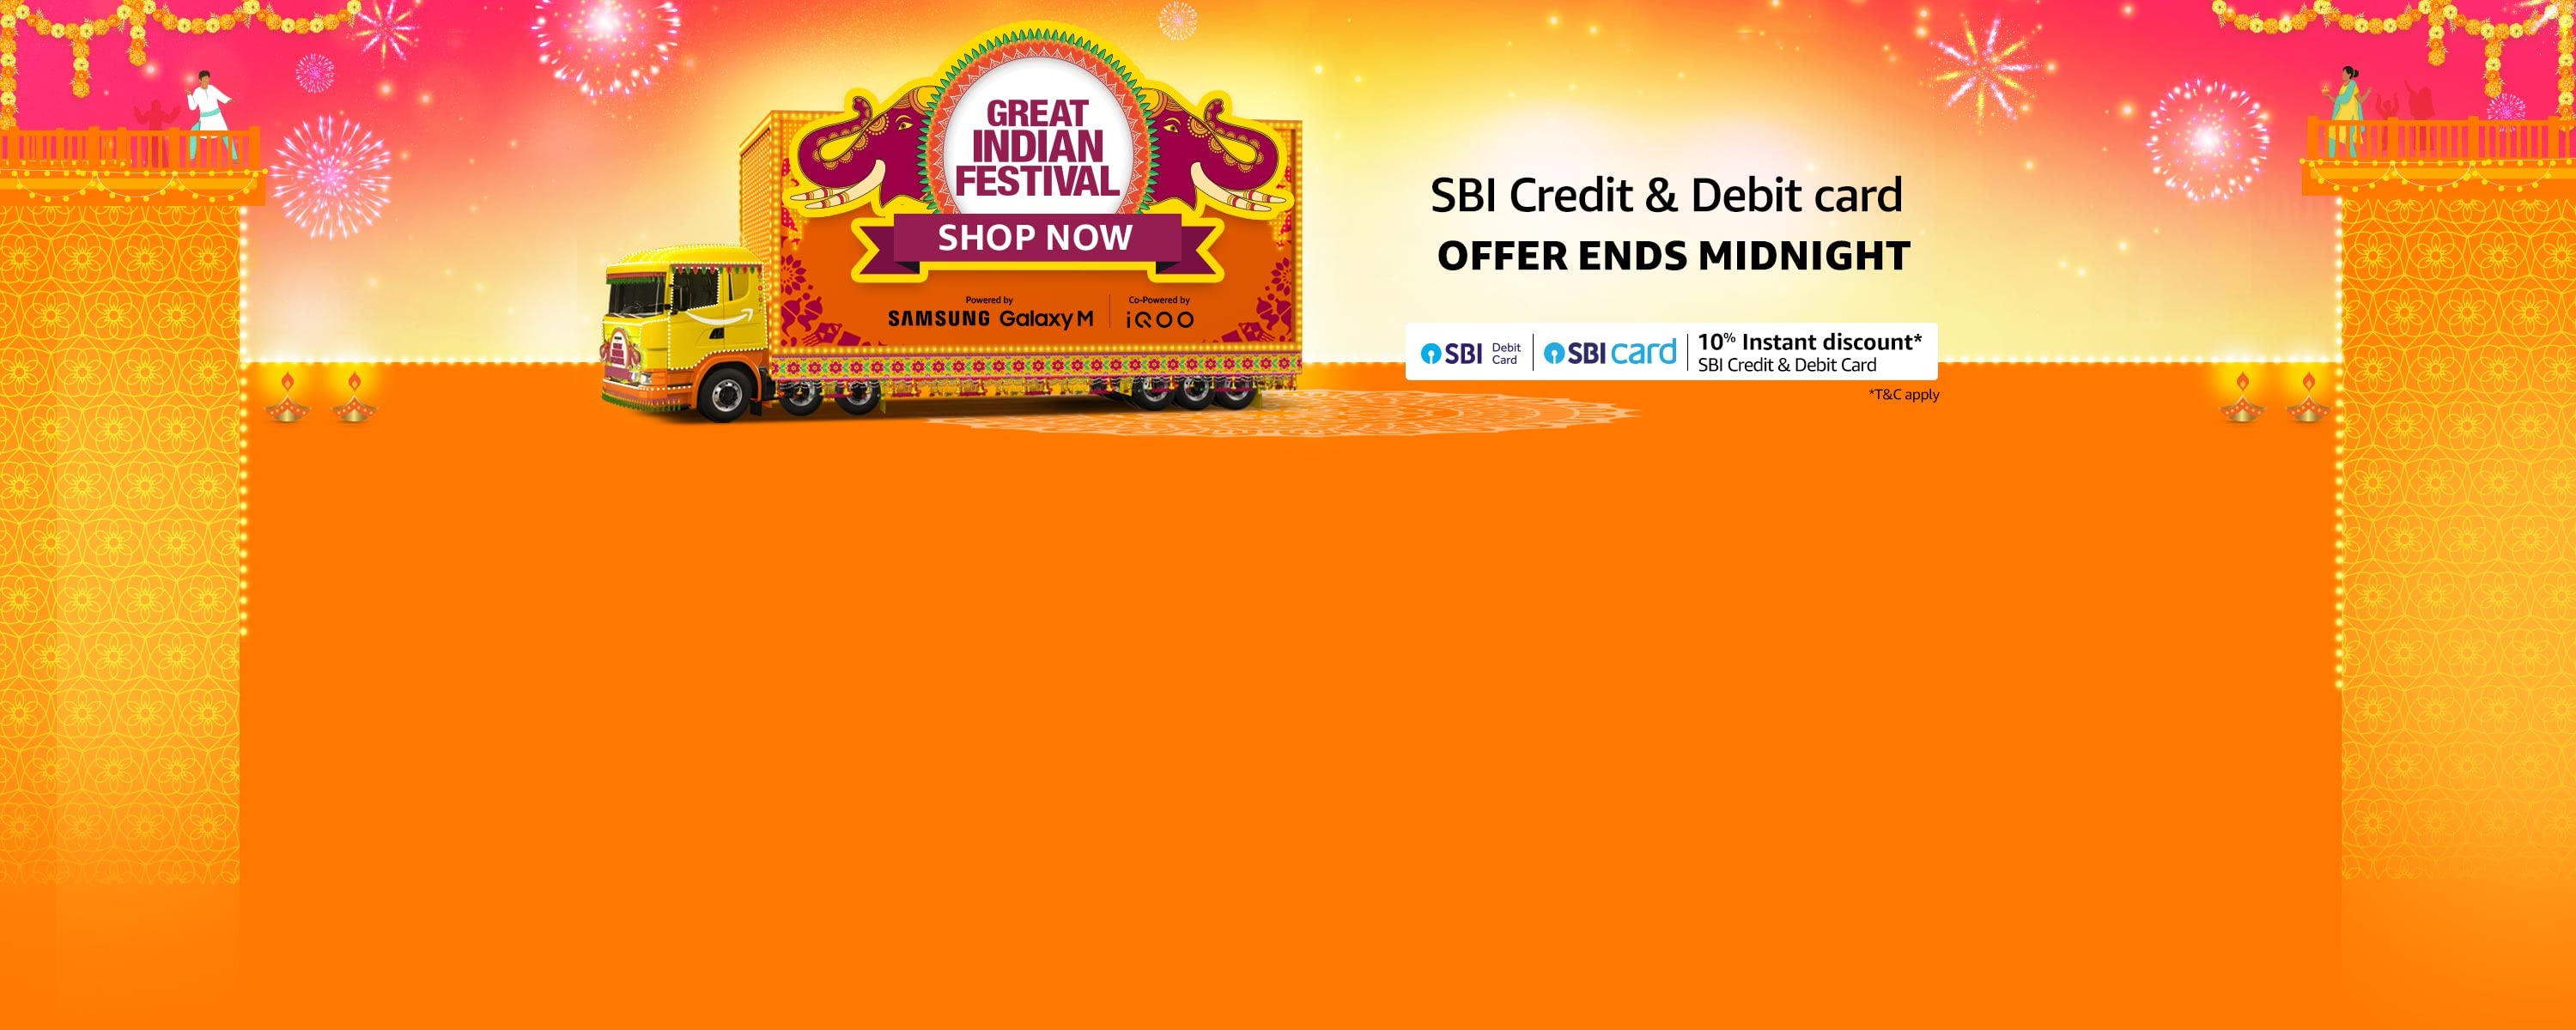 GREAT
INDIAN
FESTIVAL
SHOP NOW
Powered by
SAMSUNG Galaxy M
Co-Powered by
iQOO
SBI Credit & Debit card
OFFER ENDS MIDNIGHT
SBI Debit Card
SBI card
10% Instant discount*
SBI Credit & Debit Card
*T&C apply